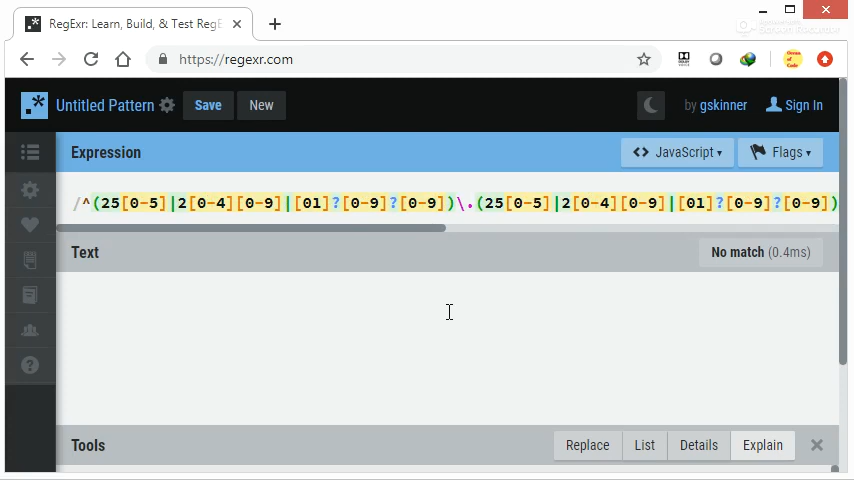 RegExr: Learn, Build, & Test RegE
https://regexr.com
Untitled Pattern
Save
New
by gskinner
Sign In
Expression
<> JavaScript
Flags
/^(25[0-5]|2[0-4][0-9]|[01]?[0-9]?[0-9])\.(25[0-5]|2[0-4][0-9]|[01]?[0-9]?[0-9])
Text
No match (0.4ms)
Tools
Replace
List
Details
Explain